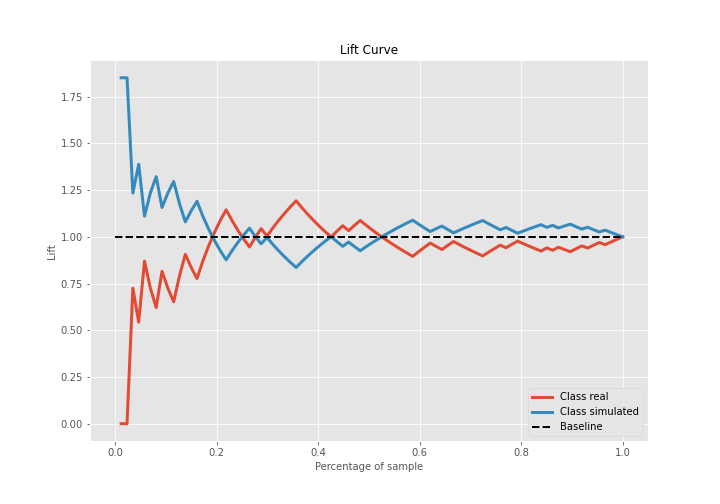 Lift Curve
1.75
1.50
1.25
1.00
0.75
0.50
0.25
0.00
Lift
0.0
0.2
0.4
0.6
0.8
1.0
Percentage of sample
Class real
Class simulated
Baseline